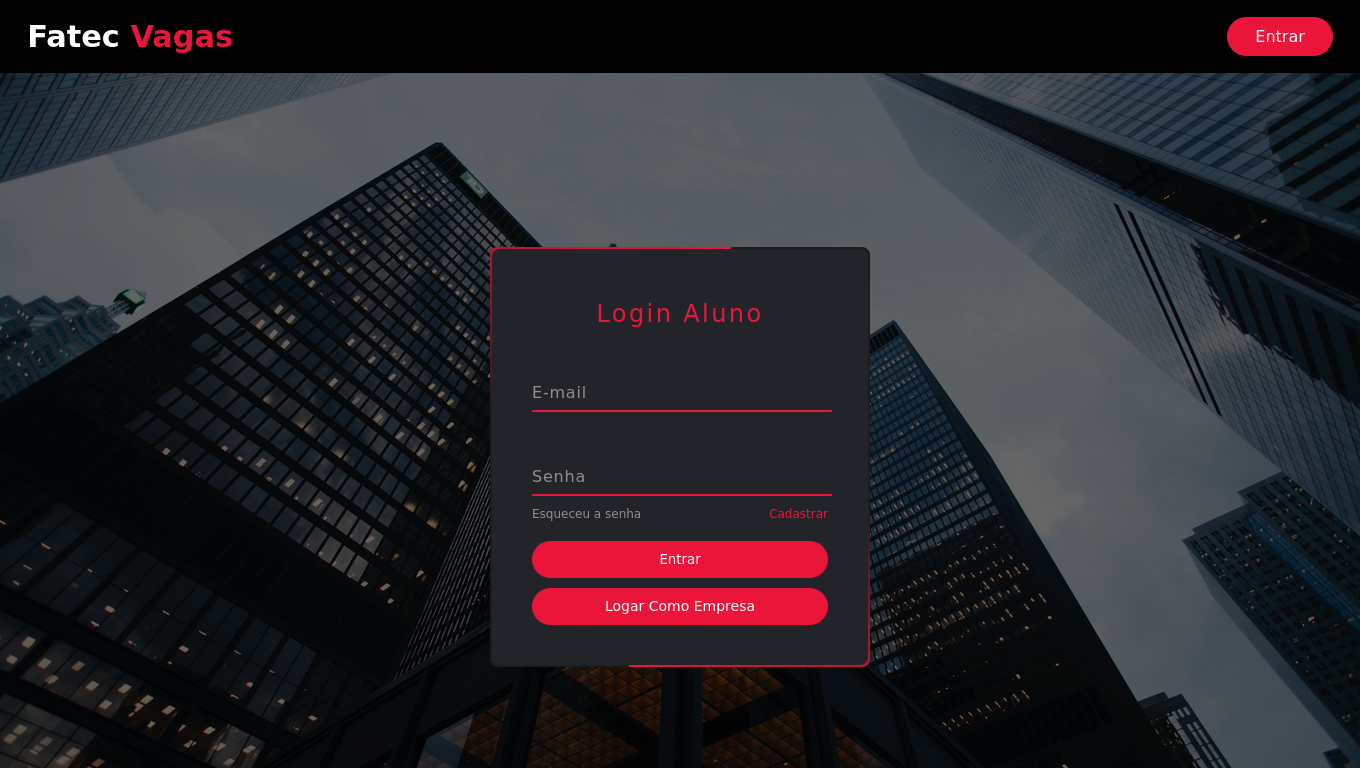 Fatec Vagas
Entrar
Login Aluno
E-mail
Senha
Esqueceu a senha
Cadastrar
Entrar
Logar Como Empresa